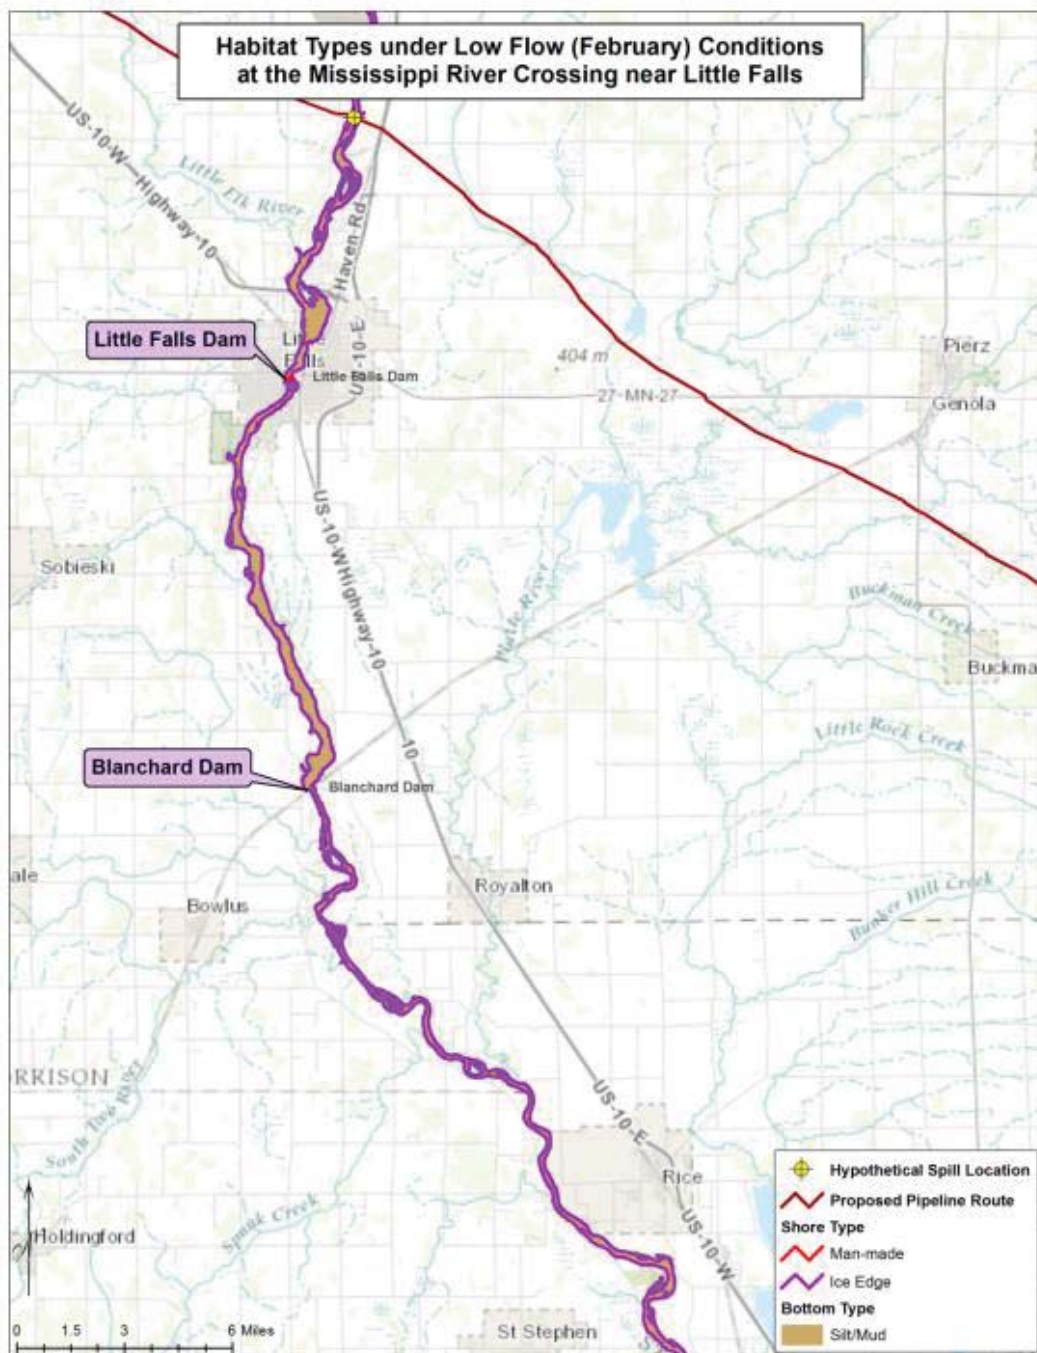 Habitat Types under Low Flow (February) Conditions
at the Mississippi River Crossing near Little Falls
US-10-W
Highway-10
Little Elk River
Haven Rd
Little Falls Dam
Little
Falls
Little Falls Dam
US-10-E
404 m
27-MN-27
Pierz
Genola
US-10-W
Highway-10
Sobieski
Platte River
Buckman Creek
Buckma
Little Rock Creek
10
Blanchard Dam
Blanchard Dam
ale
Bowlus
Royalton
Bunker Hill Creek
RRISON
South Two River
US-10-E
Rice
US-10-W
Spunk Creek
Holdingford
St Stephen
0 1.5 3 6 Miles
Hypothetical Spill Location
Proposed Pipeline Route
Shore Type
Man-made
Ice Edge
Bottom Type
Silt/Mud